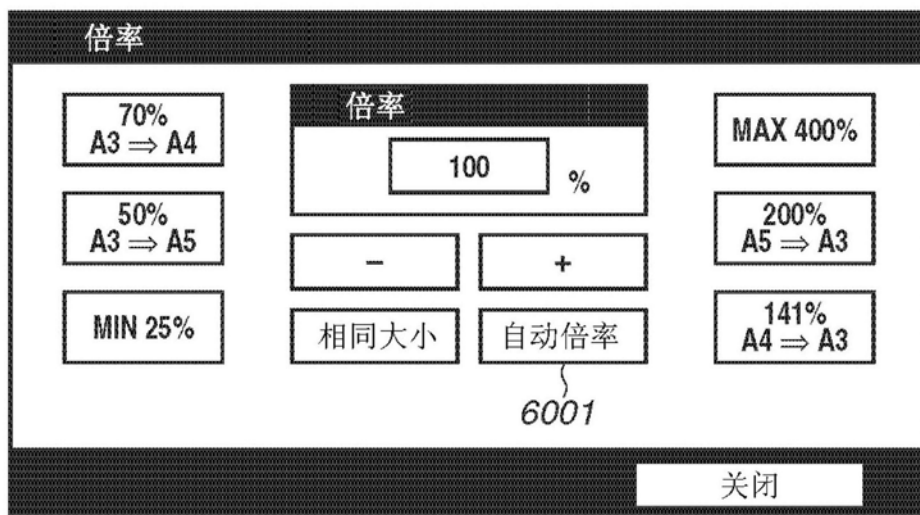 倍率
70%
A3 ⇒ A4
50%
A3 ⇒ A5
MIN 25%
倍率
100 %
− +
相同大小 自动倍率
6001
MAX 400%
200%
A5 ⇒ A3
141%
A4 ⇒ A3
关闭